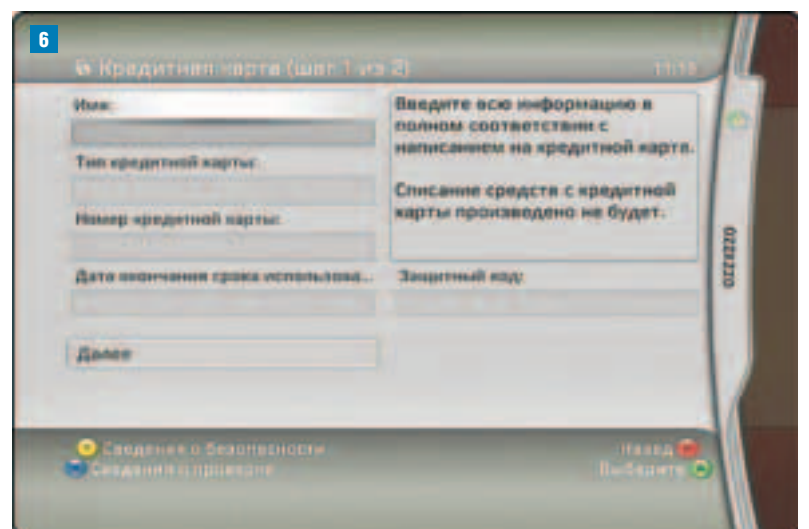 6
Кредитная карта (шаг 1 из 2)
11:15
Имя:
Тип кредитной карты:
Номер кредитной карты:
Дата окончания срока использова...
Далее
Введите всю информацию в
полном соответствии с
написанием на кредитной карте.
Списание средств с кредитной
карты произведено не будет.
Защитный код:
Сведения о безопасности
Сведения о проверке
Назад
Выберите